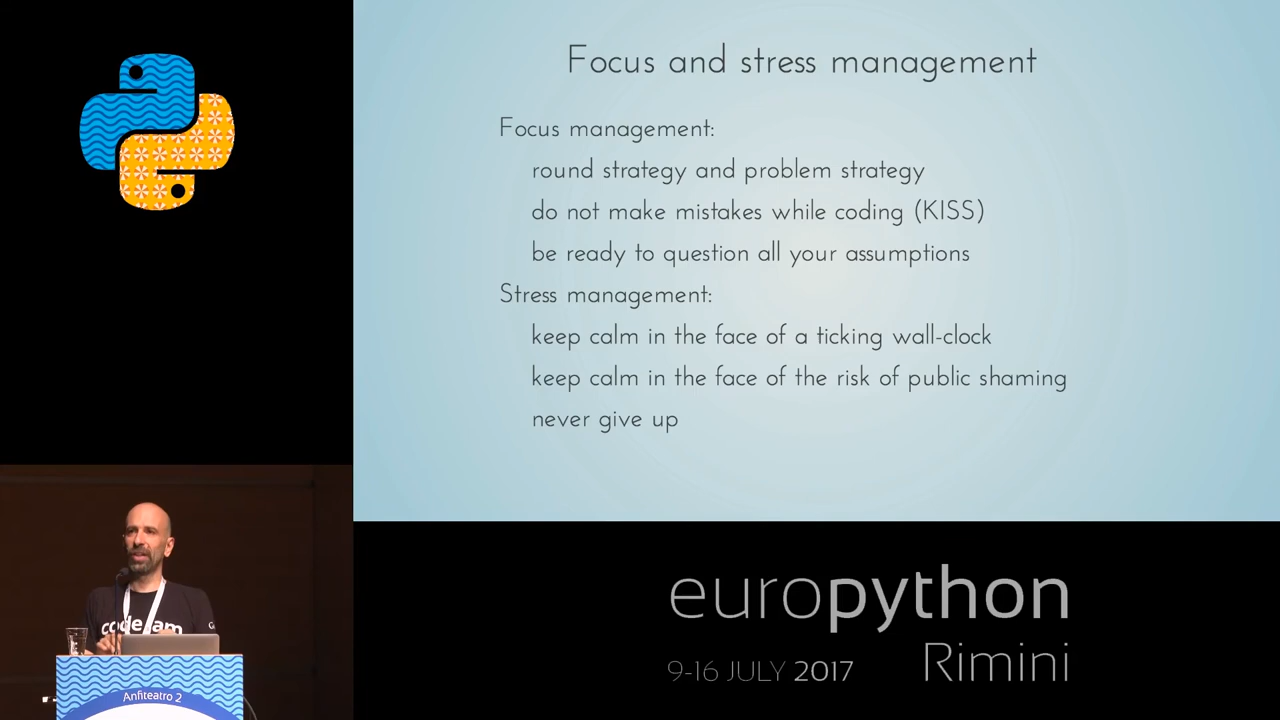 Focus and stress management
Focus management:
round strategy and problem strategy
do not make mistakes while coding (KISS)
be ready to question all your assumptions
Stress management:
keep calm in the face of a ticking wall-clock
keep calm in the face of the risk of public shaming
never give up
code jam
Anfiteatro 2
europython
Rimini
9-16 JULY 2017